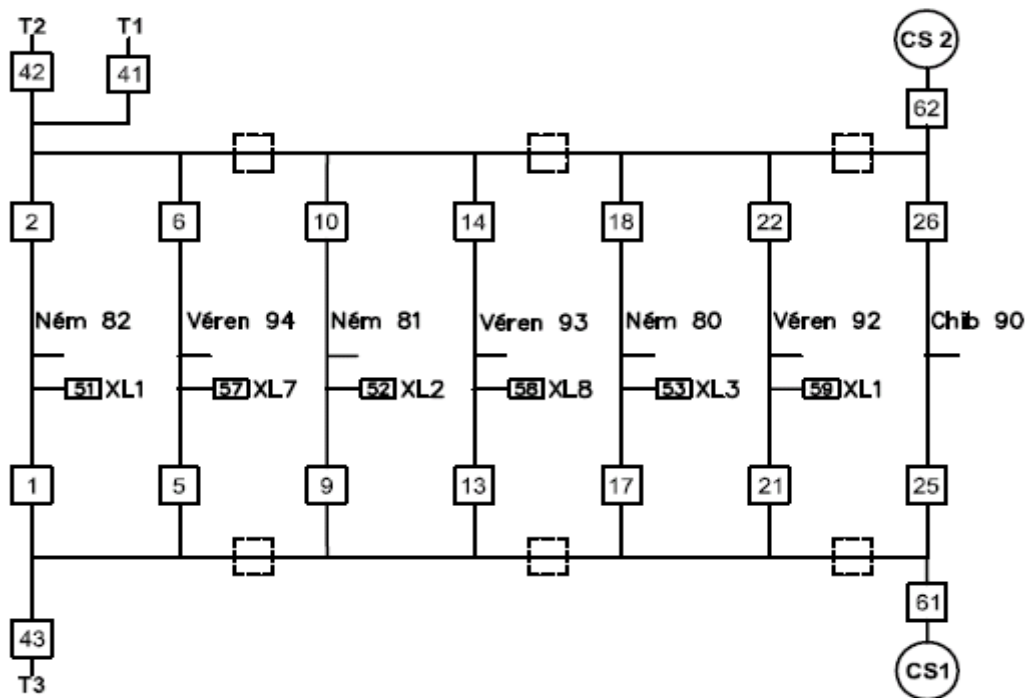 T2 T1
CS 2
42 41
62
2 6 10 14 18 22 26
Ném 82 Véren 94 Ném 81 Véren 93 Ném 80 Véren 92 Chib 90
51 XL1 57 XL7 52 XL2 58 XL8 53 XL3 59 XL1
1 5 9 13 17 21 25
61
43
CS1
T3